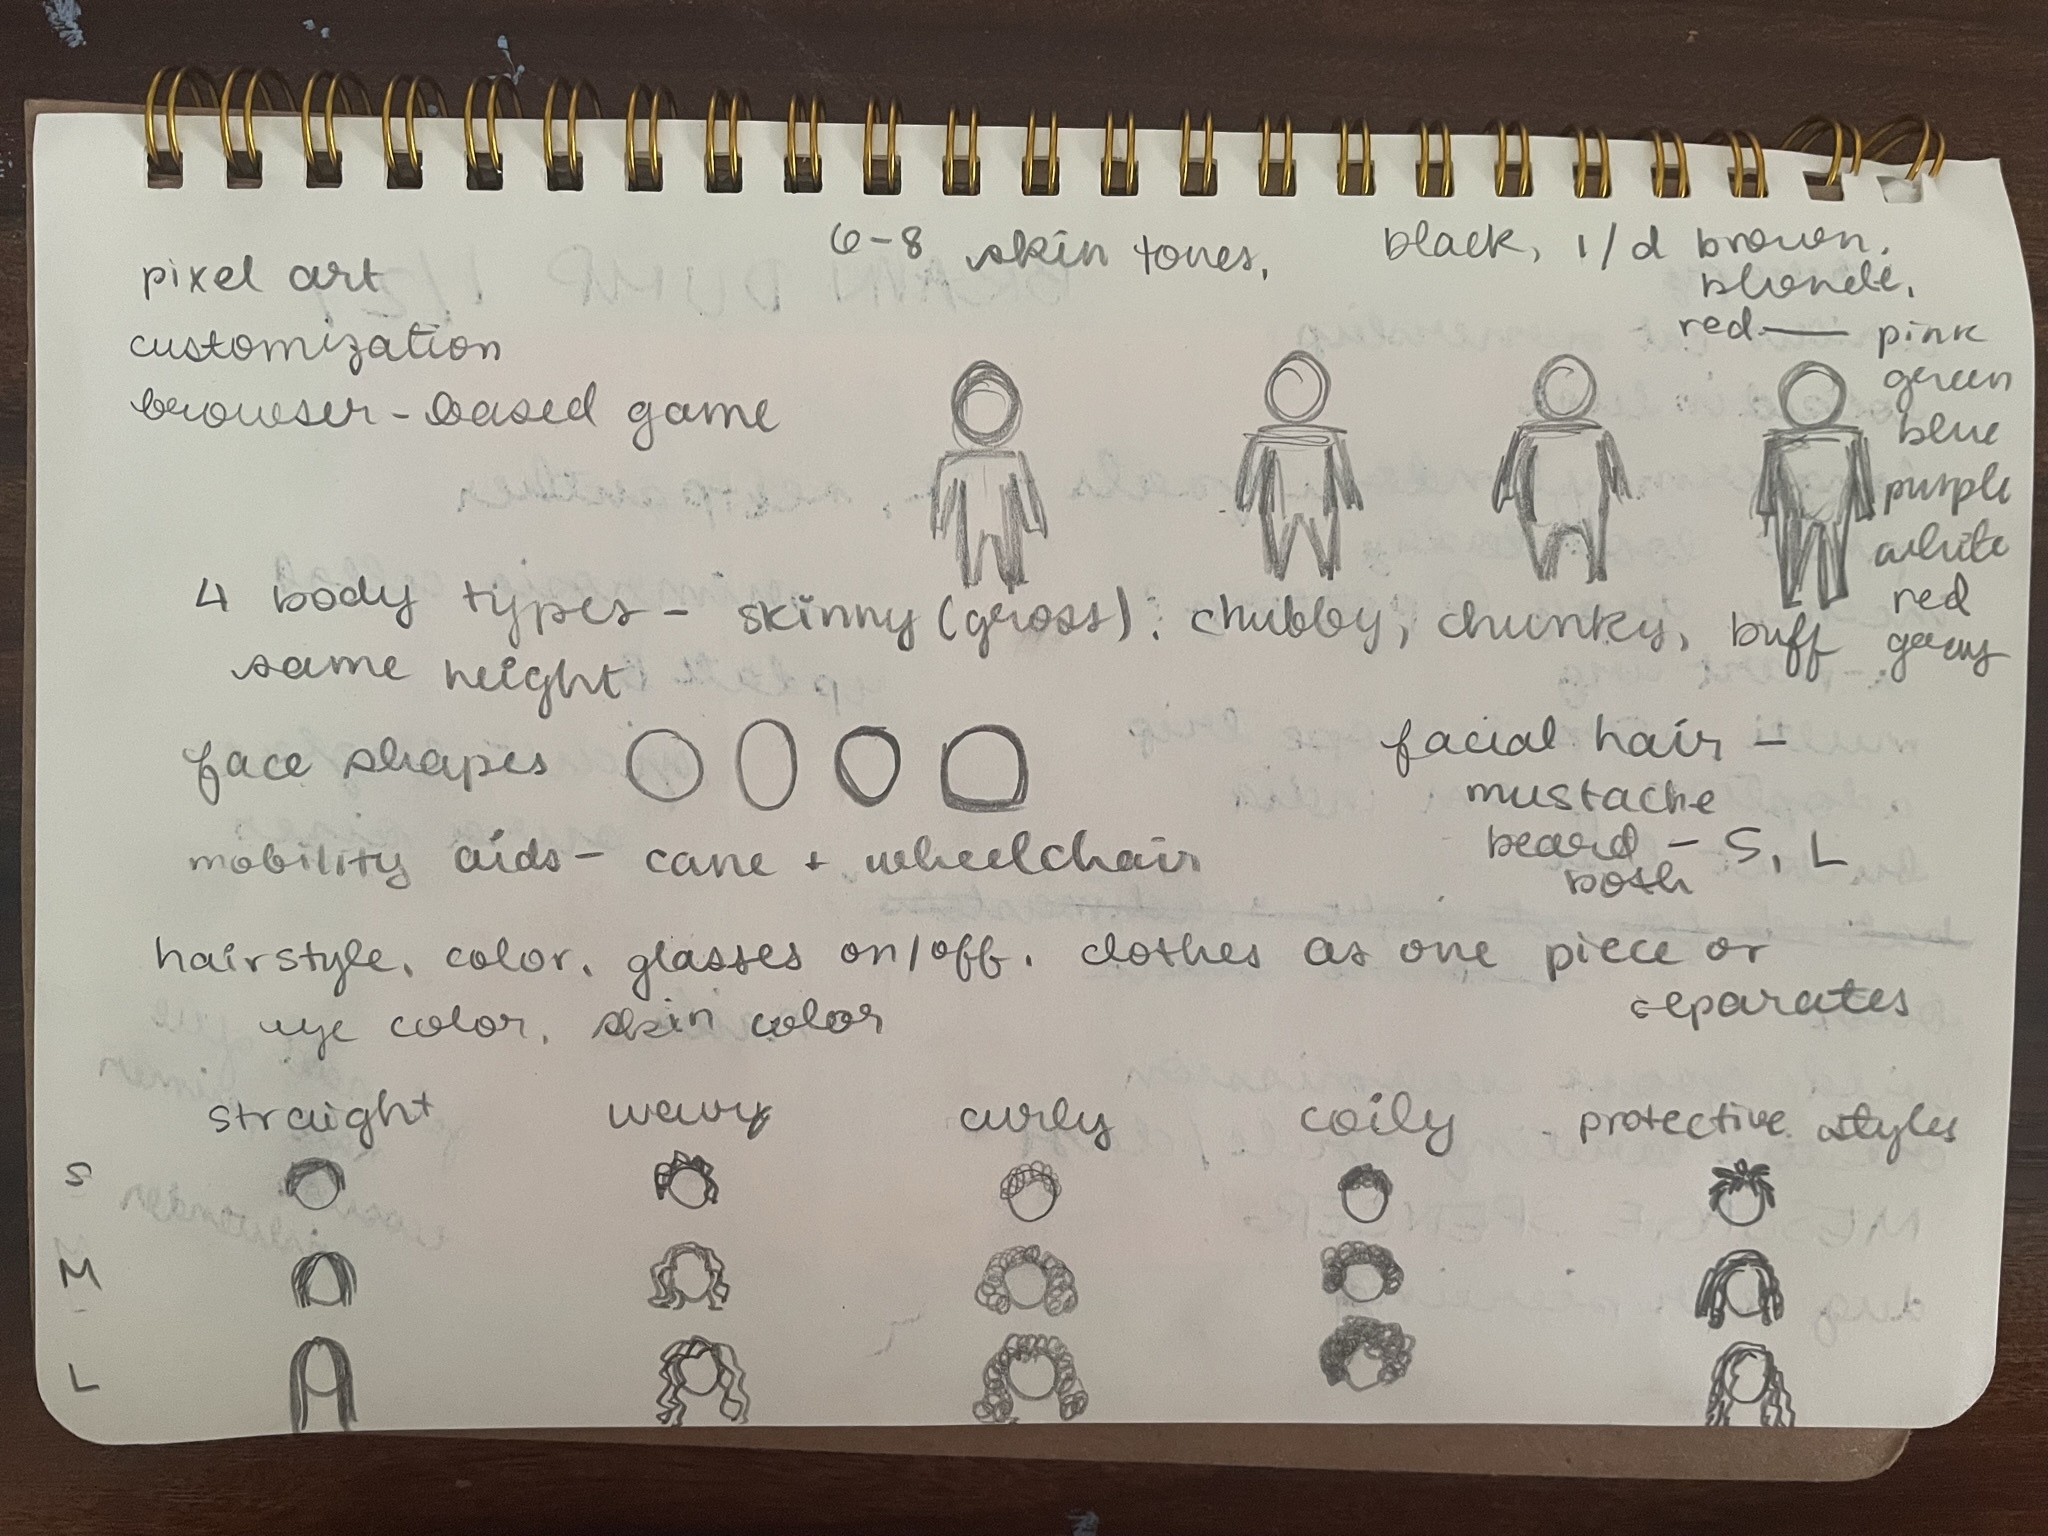 pixel art
customization
browser-based game
6-8 skin tones,
black, l/d brown,
blonde,
red — pink
green
blue
purple
white
red
gray
4 body types - skinny (gross), chubby, chunky, buff
same height
face shapes
mobility aids - cane + wheelchair
facial hair -
mustache
beard - S, L
both
hairstyle, color, glasses on/off, clothes as one piece or
separates
eye color, skin color
straight wavy curly coily protective styles
S
M
L